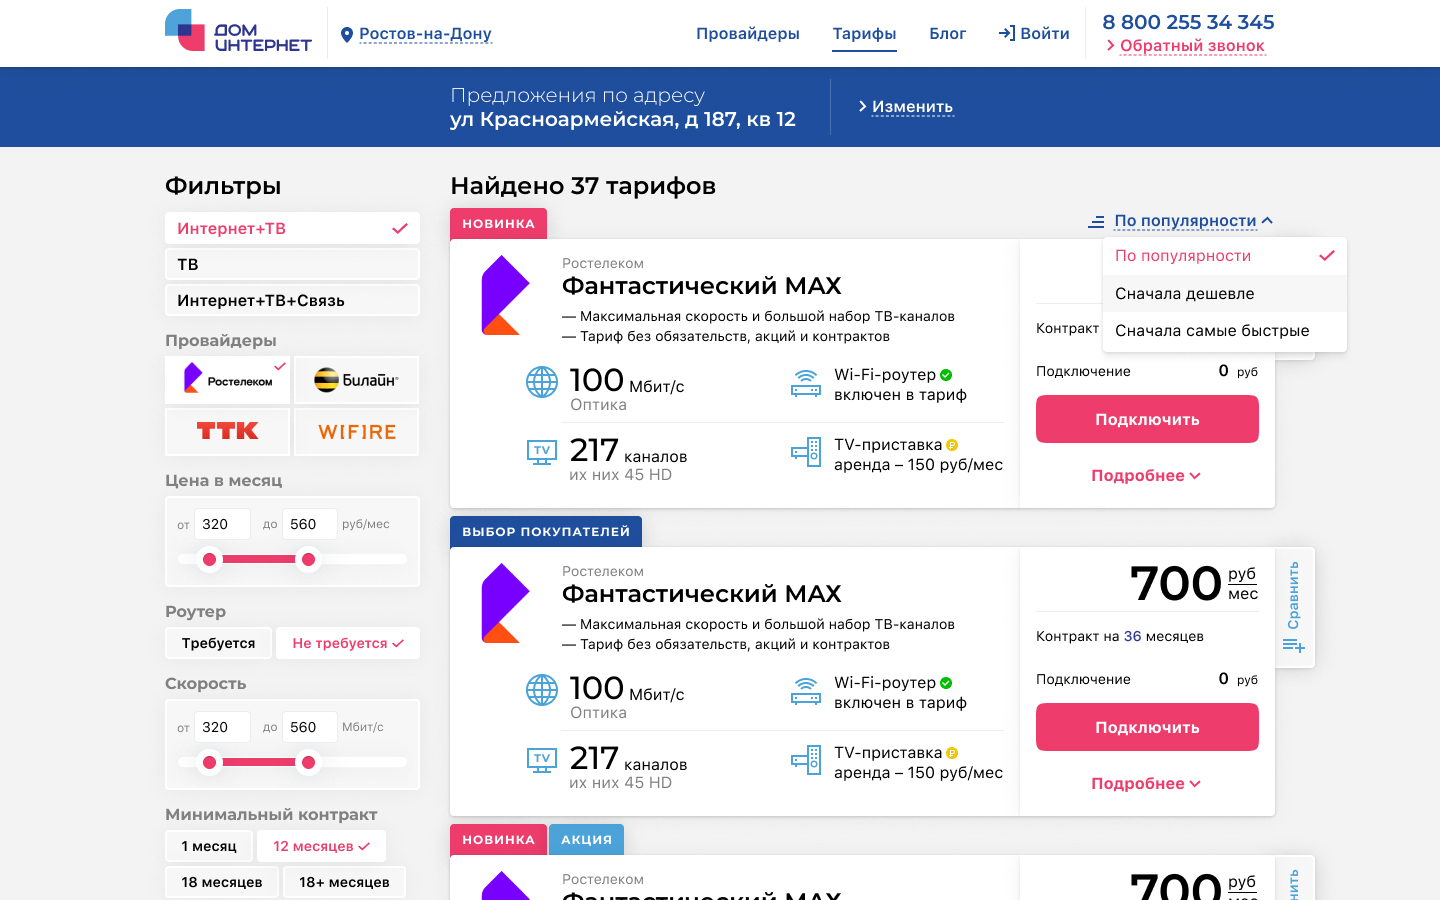 ДОМ
ИНТЕРНЕТ
Ростов-на-Дону
Провайдеры
Тарифы
Блог
Войти
8 800 255 34 345
Обратный звонок
Предложения по адресу
ул Красноармейская, д 187, кв 12
Изменить
Фильтры
Интернет+ТВ
ТВ
Интернет+ТВ+Связь
Провайдеры
Ростелеком
Билайн
ТТК
WIFIRE
Цена в месяц
от 320 до 560 руб/мес
Роутер
Требуется
Не требуется
Скорость
от 320 до 560 Мбит/с
Минимальный контракт
1 месяц
12 месяцев
18 месяцев
18+ месяцев
Найдено 37 тарифов
По популярности
По популярности
Сначала дешевле
Сначала самые быстрые
НОВИНКА
Ростелеком
Фантастический MAX
— Максимальная скорость и большой набор ТВ-каналов
— Тариф без обязательств, акций и контрактов
100 Мбит/с
Оптика
Wi-Fi-роутер
включен в тариф
217 каналов
их них 45 HD
TV
TV-приставка
аренда – 150 руб/мес
Контракт
Подключение 0 руб
Подключить
Подробнее
ВЫБОР ПОКУПАТЕЛЕЙ
Ростелеком
Фантастический MAX
— Максимальная скорость и большой набор ТВ-каналов
— Тариф без обязательств, акций и контрактов
100 Мбит/с
Оптика
Wi-Fi-роутер
включен в тариф
217 каналов
их них 45 HD
TV
TV-приставка
аренда – 150 руб/мес
700 руб
мес
Контракт на 36 месяцев
Подключение 0 руб
Подключить
Подробнее
Сравнить
НОВИНКА
АКЦИЯ
Ростелеком
Фантастический MAX
700 руб
мес
нить